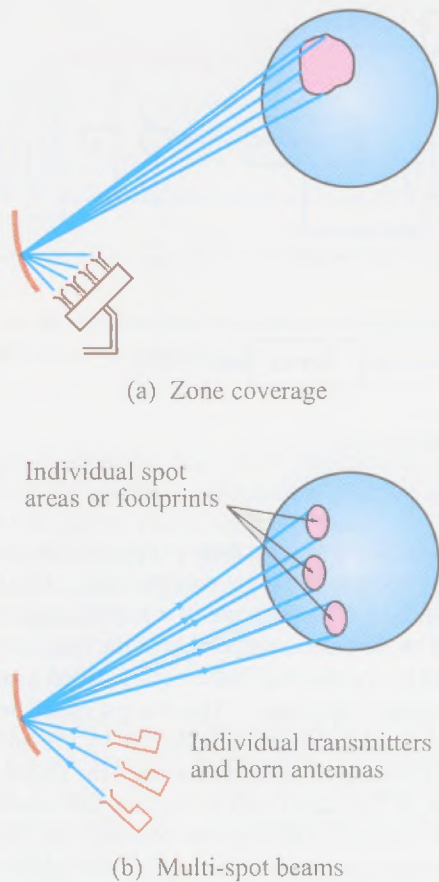 (a) Zone coverage
Individual spot
areas or footprints
Individual transmitters
and horn antennas
(b) Multi-spot beams